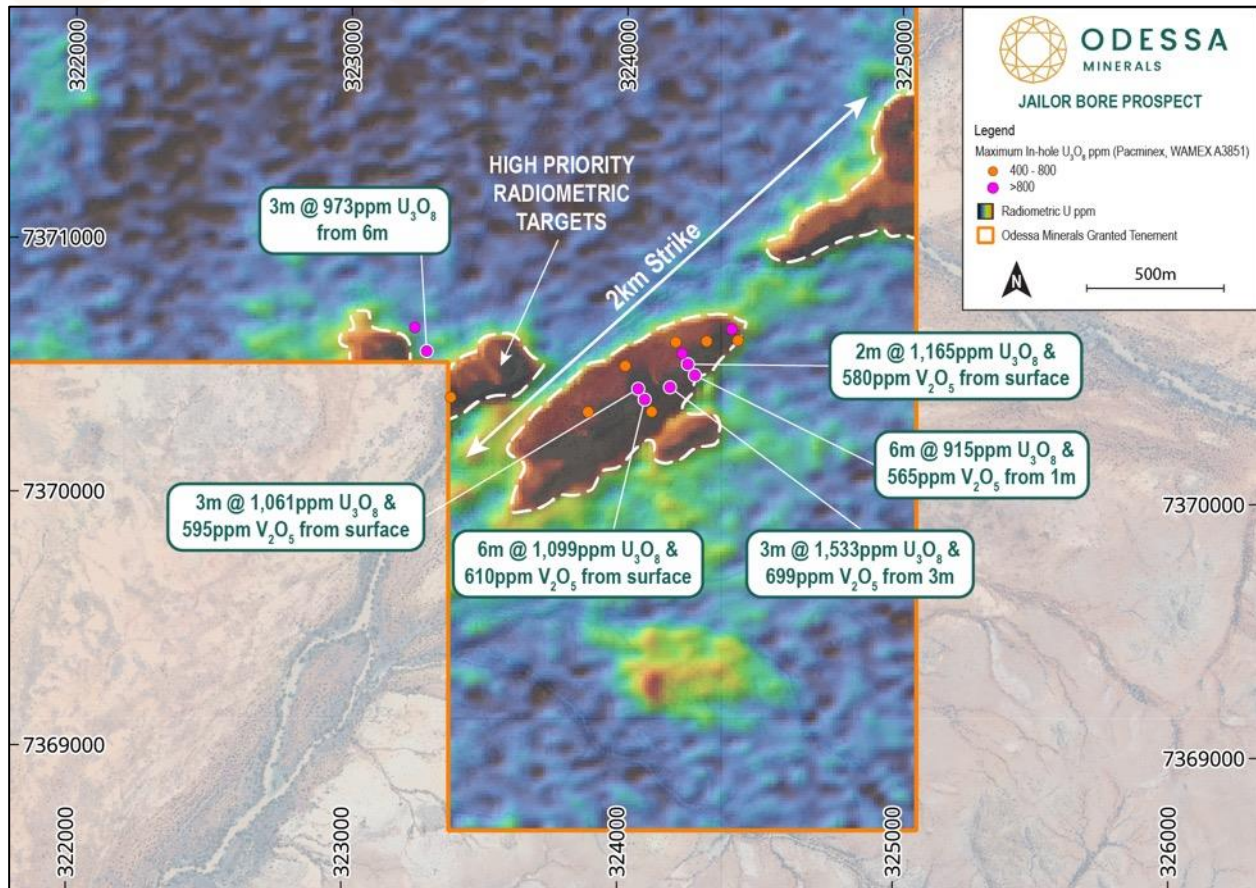 322000
323000
324000
325000
ODESSA
MINERALS
JAILOR BORE PROSPECT
Legend
Maximum In-hole U₃O₈ ppm (Pacminex, WAMEX A3851)
400 - 800
>800
Radiometric U ppm
Odessa Minerals Granted Tenement
N
500m
HIGH PRIORITY
RADIOMETRIC
TARGETS
3m @ 973ppm U₃O₈
from 6m
7371000
2km Strike
2m @ 1,165ppm U₃O₈ &
580ppm V₂O₅ from surface
6m @ 915ppm U₃O₈ &
565ppm V₂O₅ from 1m
7370000
7370000
3m @ 1,061ppm U₃O₈ &
595ppm V₂O₅ from surface
6m @ 1,099ppm U₃O₈ &
610ppm V₂O₅ from surface
3m @ 1,533ppm U₃O₈ &
699ppm V₂O₅ from 3m
7369000
7369000
322000
323000
324000
325000
326000